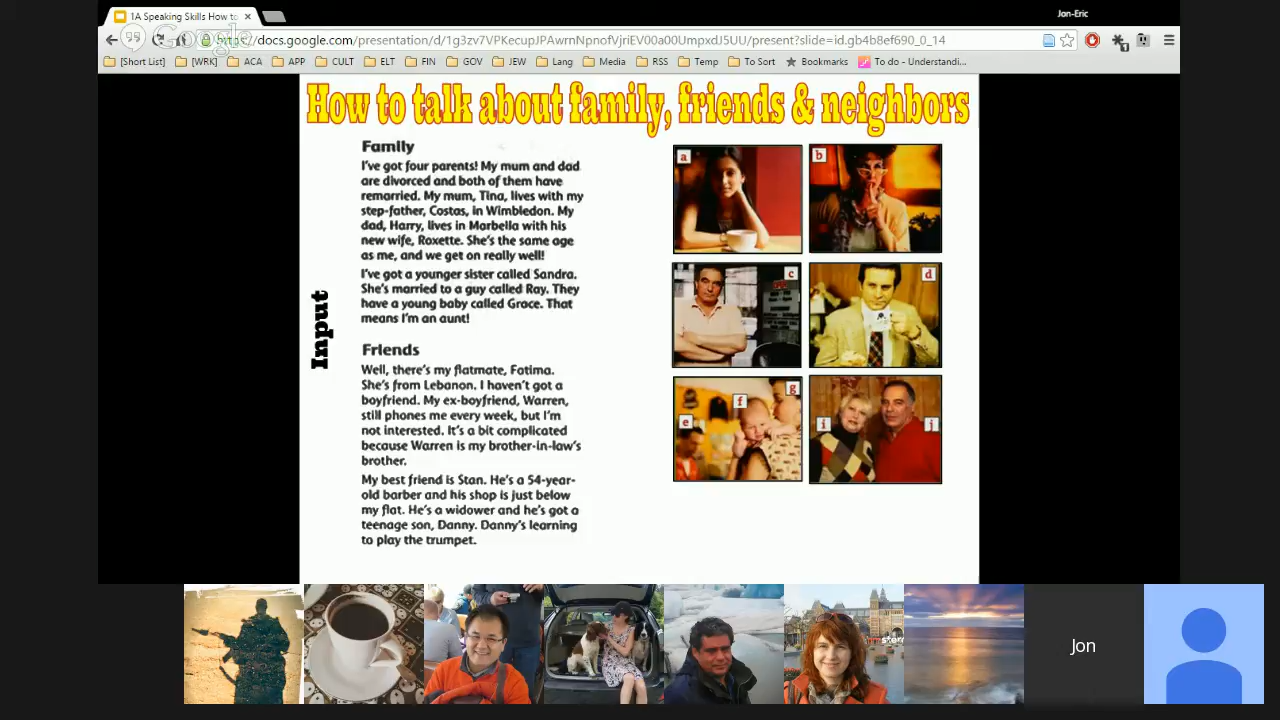 1A Speaking Skills How to
Jon-Eric
Google
https://docs.google.com/presentation/d/1g3zv7VPKecupJPAwrnNpnofVjriEV00a00UmpxdJ5UU/present?slide=id.gb4b8ef690_0_14
[Short List] [WRK] ACA APP CULT ELT FIN GOV JEW Lang Media RSS Temp To Sort Bookmarks To do - Understandi...
How to talk about family, friends & neighbors
Input
Family
I've got four parents! My mum and dad
are divorced and both of them have
remarried. My mum, Tina, lives with my
step-father, Costas, in Wimbledon. My
dad, Harry, lives in Marbella with his
new wife, Roxette. She's the same age
as me, and we get on really well!
I've got a younger sister called Sandra.
She's married to a guy called Ray. They
have a young baby called Grace. That
means I'm an aunt!
Friends
Well, there's my flatmate, Fatima.
She's from Lebanon. I haven't got a
boyfriend. My ex-boyfriend, Warren,
still phones me every week, but I'm
not interested. It's a bit complicated
because Warren is my brother-in-law's
brother.
My best friend is Stan. He's a 54-year-
old barber and his shop is just below
my flat. He's a widower and he's got a
teenage son, Danny. Danny's learning
to play the trumpet.
a
b
c
d
e
f
g
i
j
Jon